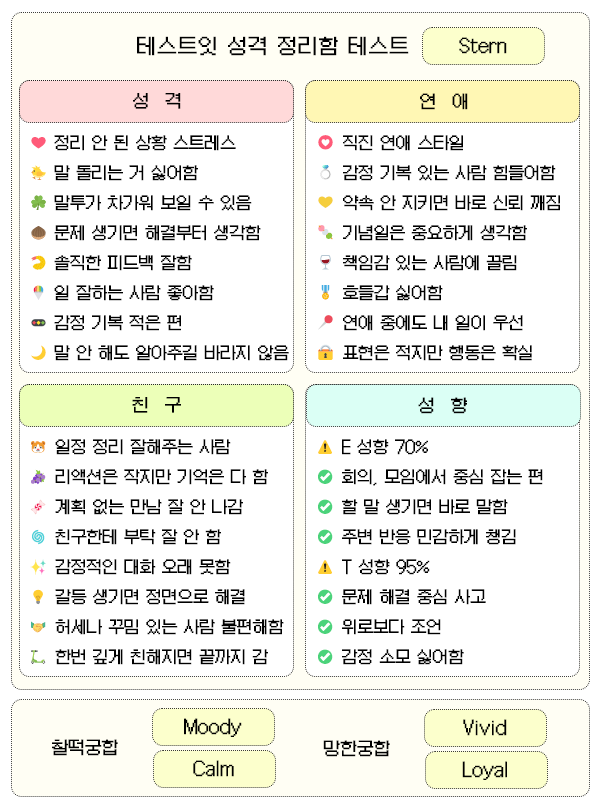 테스트잇 성격 정리함 테스트 Stern
성 격
정리 안 된 상황 스트레스
말 돌리는 거 싫어함
말투가 차가워 보일 수 있음
문제 생기면 해결부터 생각함
솔직한 피드백 잘함
일 잘하는 사람 좋아함
감정 기복 적은 편
말 안 해도 알아주길 바라지 않음
연 애
직진 연애 스타일
감정 기복 있는 사람 힘들어함
약속 안 지키면 바로 신뢰 깨짐
기념일은 중요하게 생각함
책임감 있는 사람에 끌림
호들갑 싫어함
연애 중에도 내 일이 우선
표현은 적지만 행동은 확실
친 구
일정 정리 잘해주는 사람
리액션은 작지만 기억은 다 함
계획 없는 만남 잘 안 나감
친구한테 부탁 잘 안 함
감정적인 대화 오래 못함
갈등 생기면 정면으로 해결
허세나 꾸밈 있는 사람 불편해함
한번 깊게 친해지면 끝까지 감
성 향
E 성향 70%
회의, 모임에서 중심 잡는 편
할 말 생기면 바로 말함
주변 반응 민감하게 챙김
T 성향 95%
문제 해결 중심 사고
위로보다 조언
감정 소모 싫어함
찰떡궁합
Moody
Calm
망한궁합
Vivid
Loyal